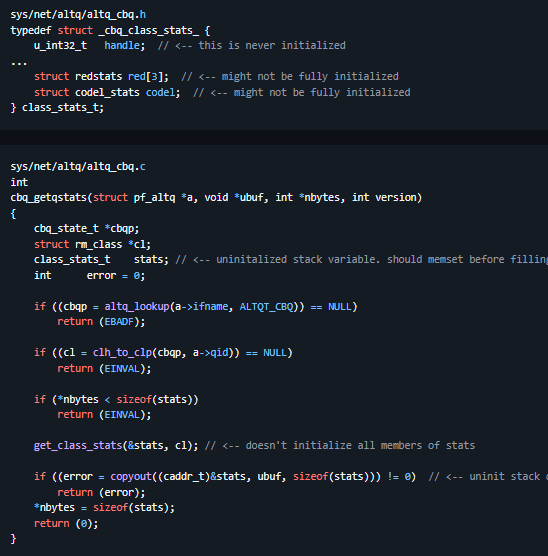 sys/net/altq/altq_cbq.h
typedef struct _cbq_class_stats_ {
    u_int32_t   handle;  // <-- this is never initialized
...
    struct redstats red[3];  // <-- might not be fully initialized
    struct codel_stats codel;  // <-- might not be fully initialized
} class_stats_t;
sys/net/altq/altq_cbq.c
int
cbq_getqstats(struct pf_altq *a, void *ubuf, int *nbytes, int version)
{
    cbq_state_t *cbqp;
    struct rm_class *cl;
    class_stats_t    stats; // <-- uninitalized stack variable. should memset before filling
    int      error = 0;
    if ((cbqp = altq_lookup(a->ifname, ALTQT_CBQ)) == NULL)
        return (EBADF);
    if ((cl = clh_to_clp(cbqp, a->qid)) == NULL)
        return (EINVAL);
    if (*nbytes < sizeof(stats))
        return (EINVAL);
    get_class_stats(&stats, cl); // <-- doesn't initialize all members of stats
    if ((error = copyout((caddr_t)&stats, ubuf, sizeof(stats))) != 0)  // <-- uninit stack
        return (error);
    *nbytes = sizeof(stats);
    return (0);
}